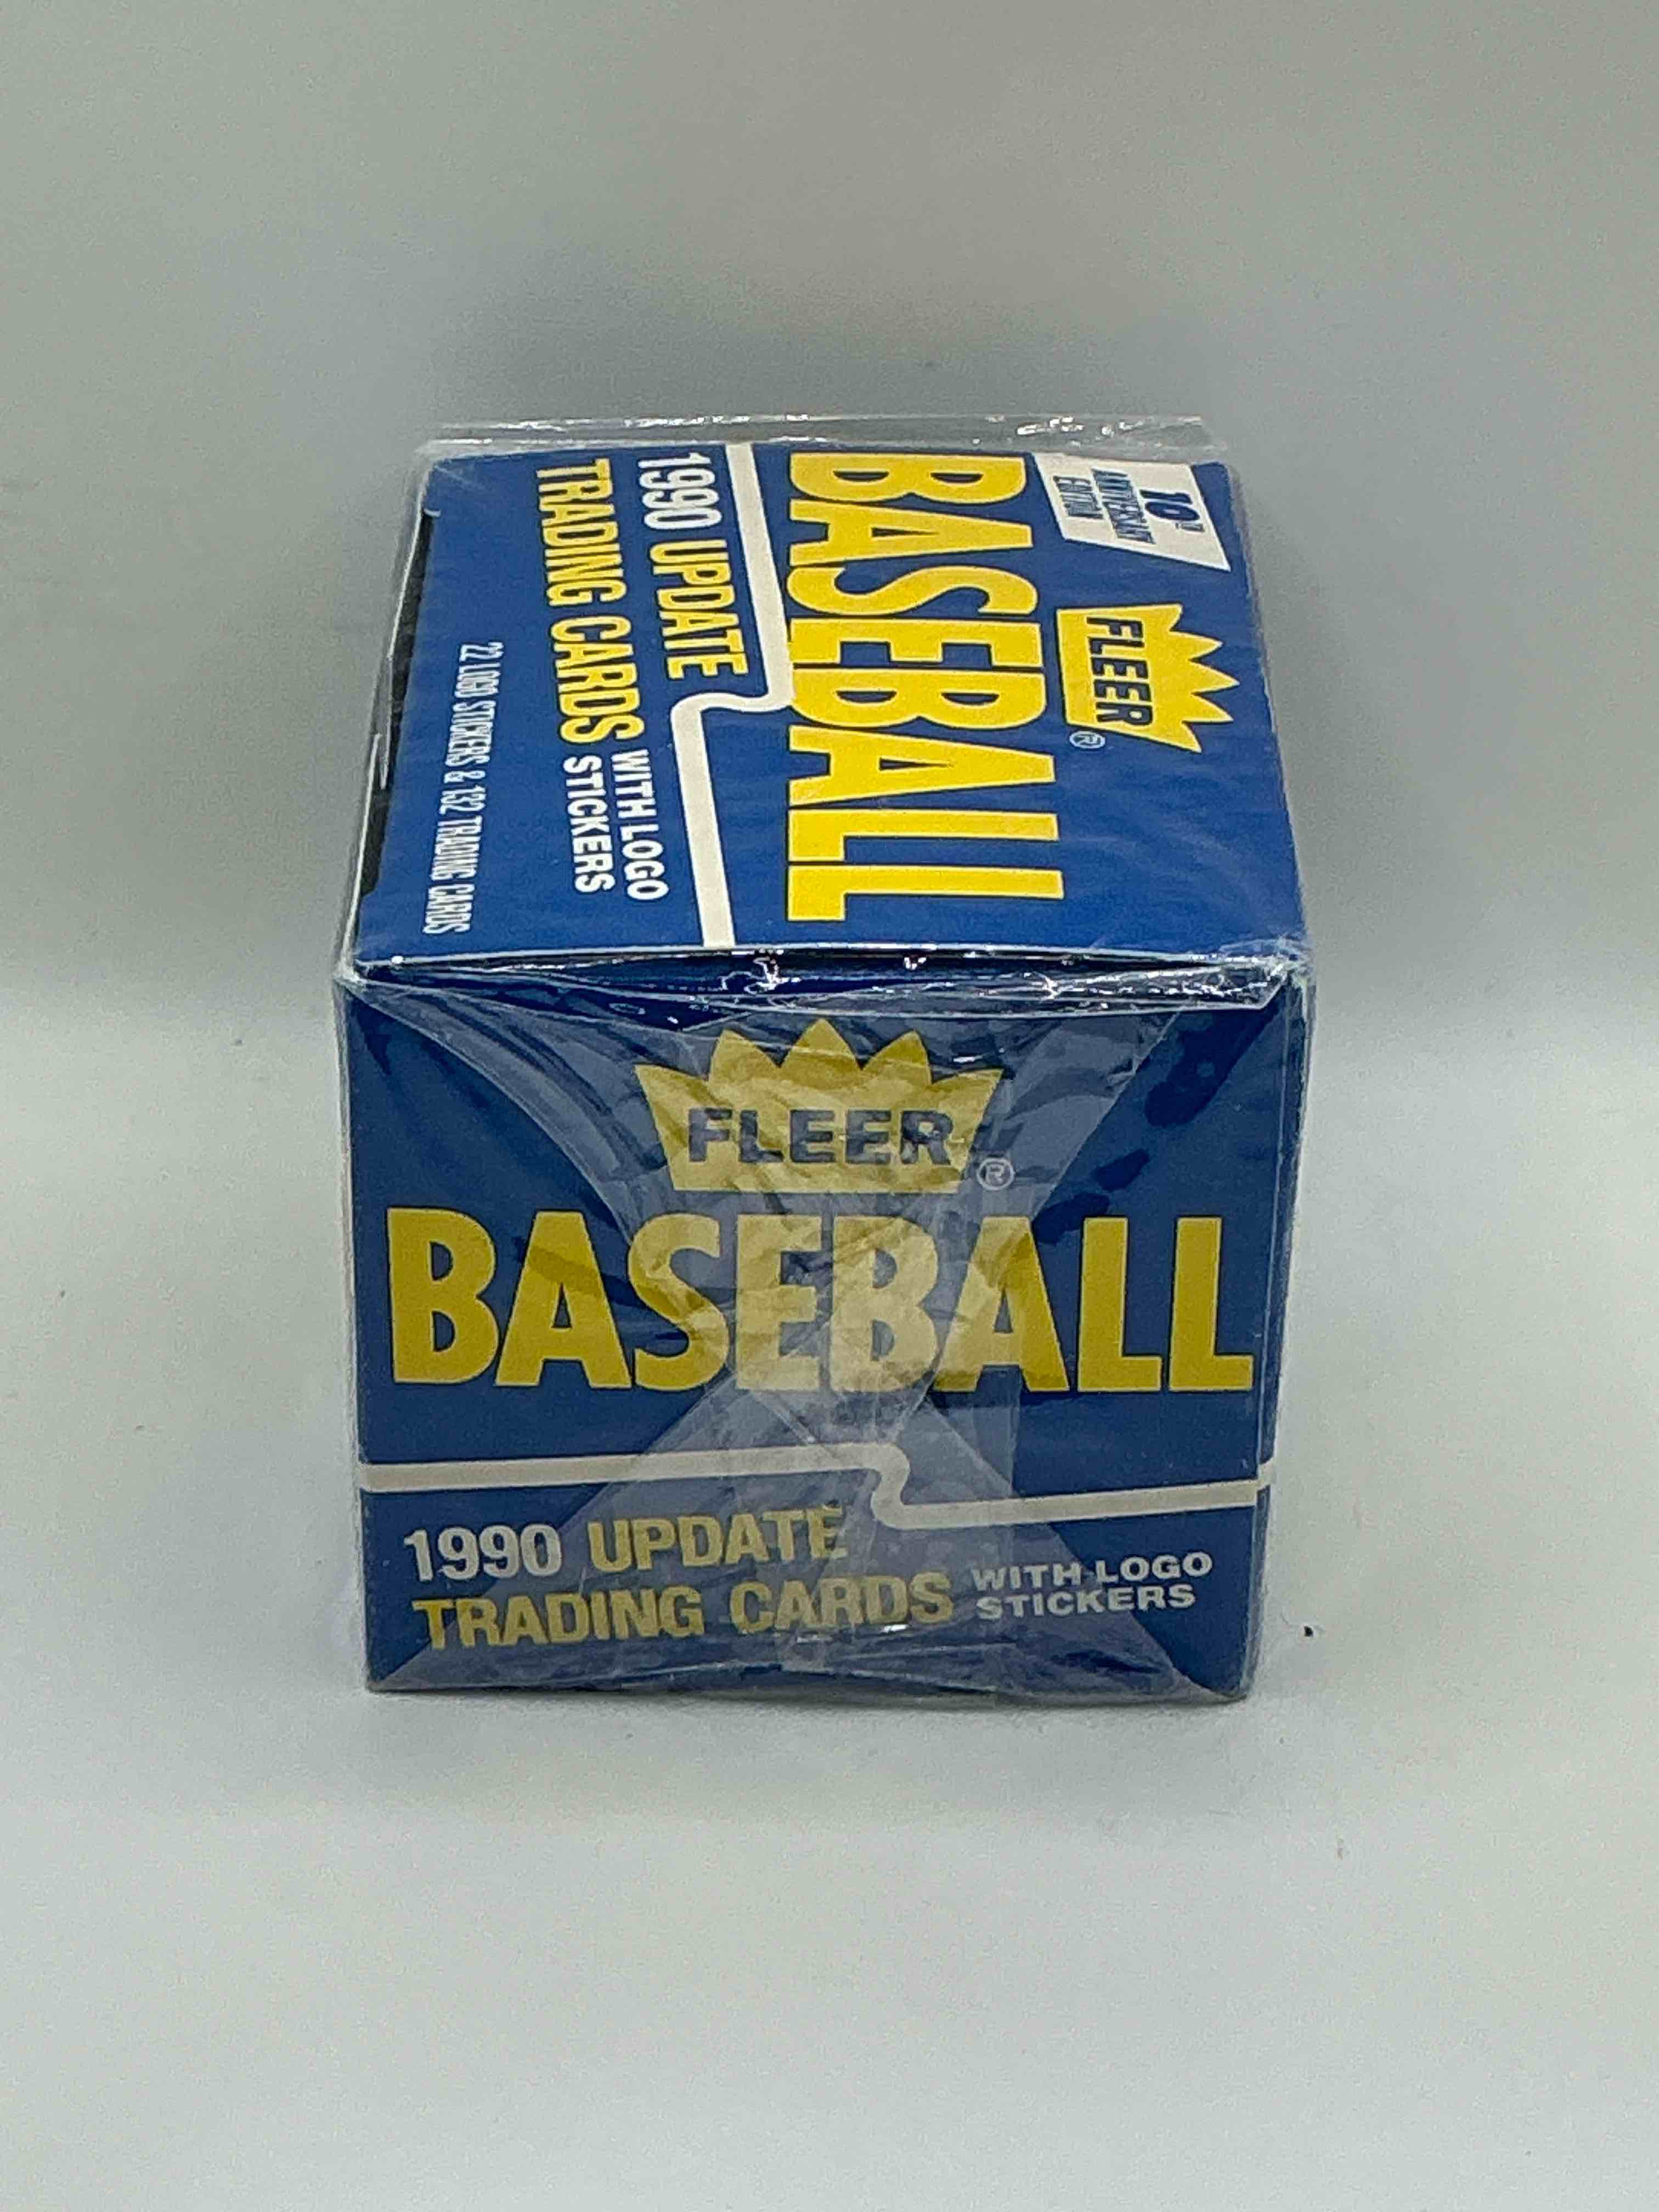 10TH
ANNIVERSARY
EDITION
FLEER®
BASEBALL
1990 UPDATE
TRADING CARDS WITH LOGO
STICKERS
22 LOGO STICKERS & 132 TRADING CARDS
FLEER®
BASEBALL
1990 UPDATE
TRADING CARDS WITH LOGO
STICKERS